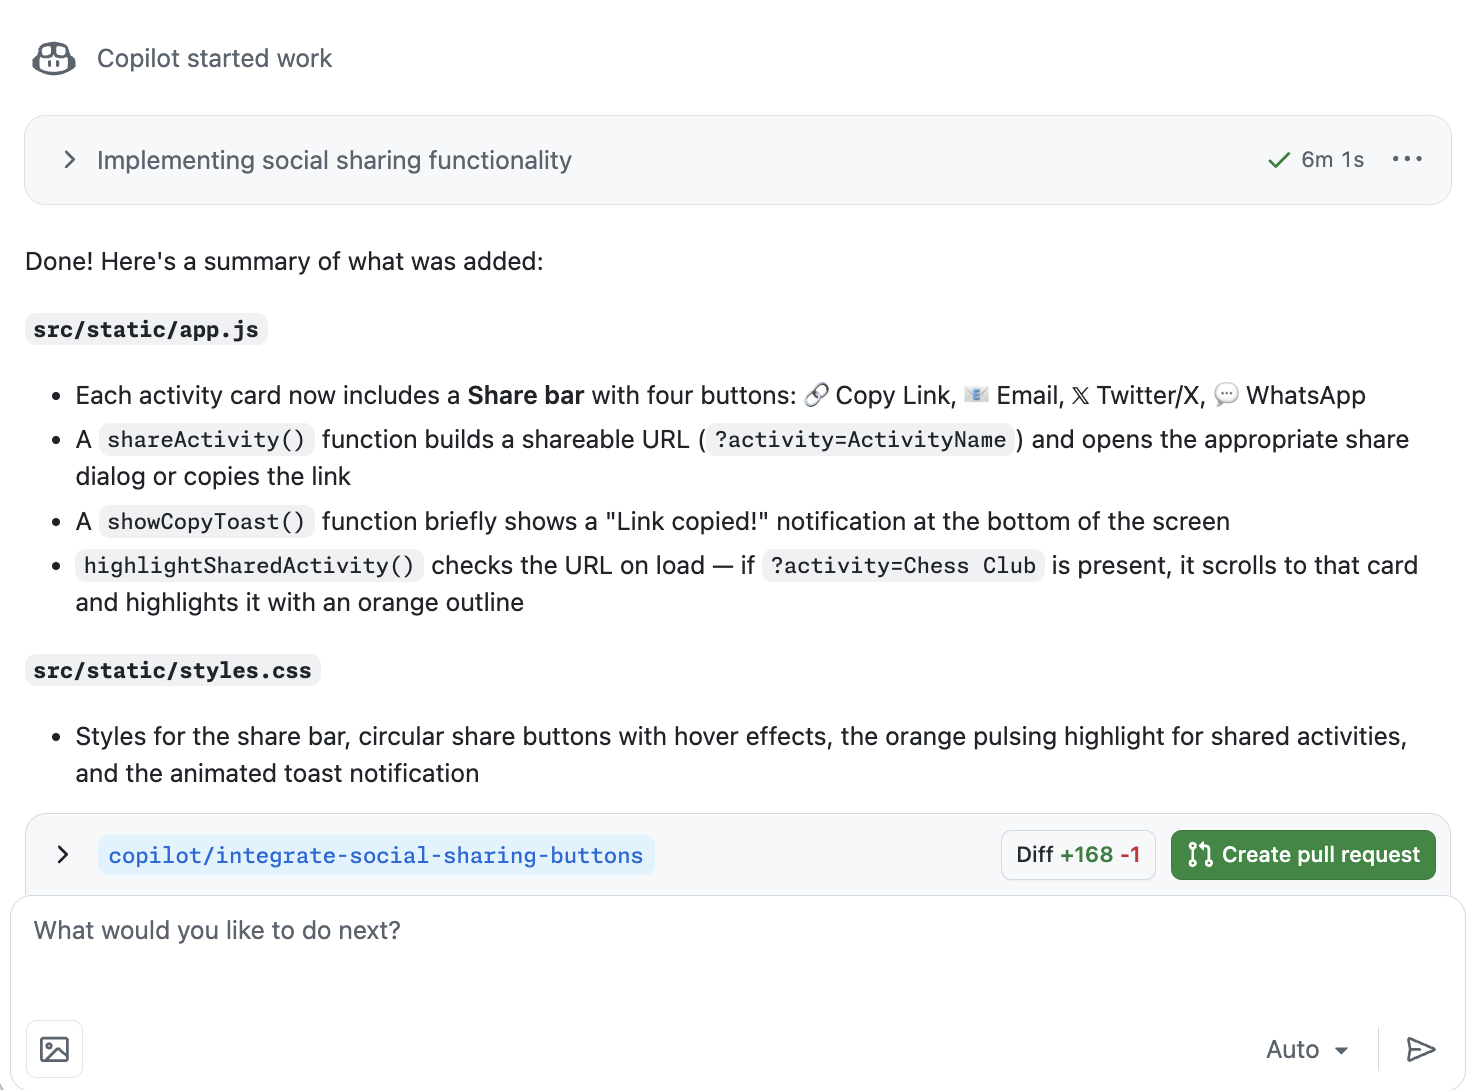 Copilot started work
Implementing social sharing functionality
6m 1s
Done! Here's a summary of what was added:
src/static/app.js
• Each activity card now includes a Share bar with four buttons: 🔗 Copy Link, 📧 Email, 𝕏 Twitter/X, 💬 WhatsApp
• A shareActivity() function builds a shareable URL (?activity=ActivityName) and opens the appropriate share
dialog or copies the link
• A showCopyToast() function briefly shows a "Link copied!" notification at the bottom of the screen
• highlightSharedActivity() checks the URL on load — if ?activity=Chess Club is present, it scrolls to that card
and highlights it with an orange outline
src/static/styles.css
• Styles for the share bar, circular share buttons with hover effects, the orange pulsing highlight for shared activities,
and the animated toast notification
copilot/integrate-social-sharing-buttons
Diff +168 -1
Create pull request
What would you like to do next?
Auto